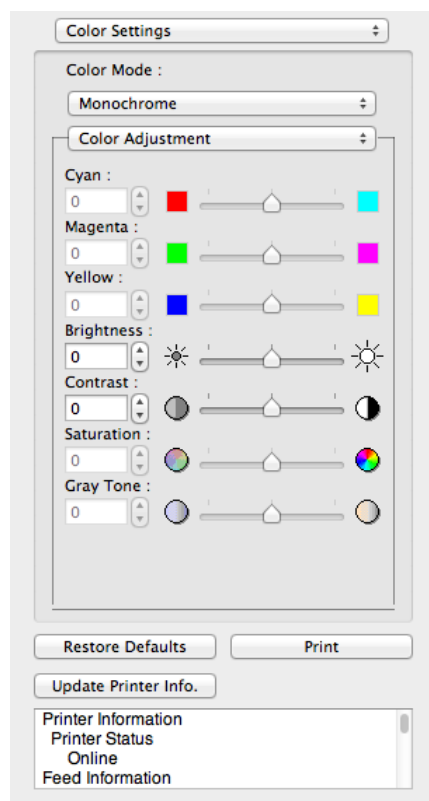 Color Settings
Color Mode :
Monochrome
Color Adjustment
Cyan :
0
Magenta :
0
Yellow :
0
Brightness :
0
Contrast :
0
Saturation :
0
Gray Tone :
0
Restore Defaults
Print
Update Printer Info.
Printer Information
Printer Status
Online
Feed Information